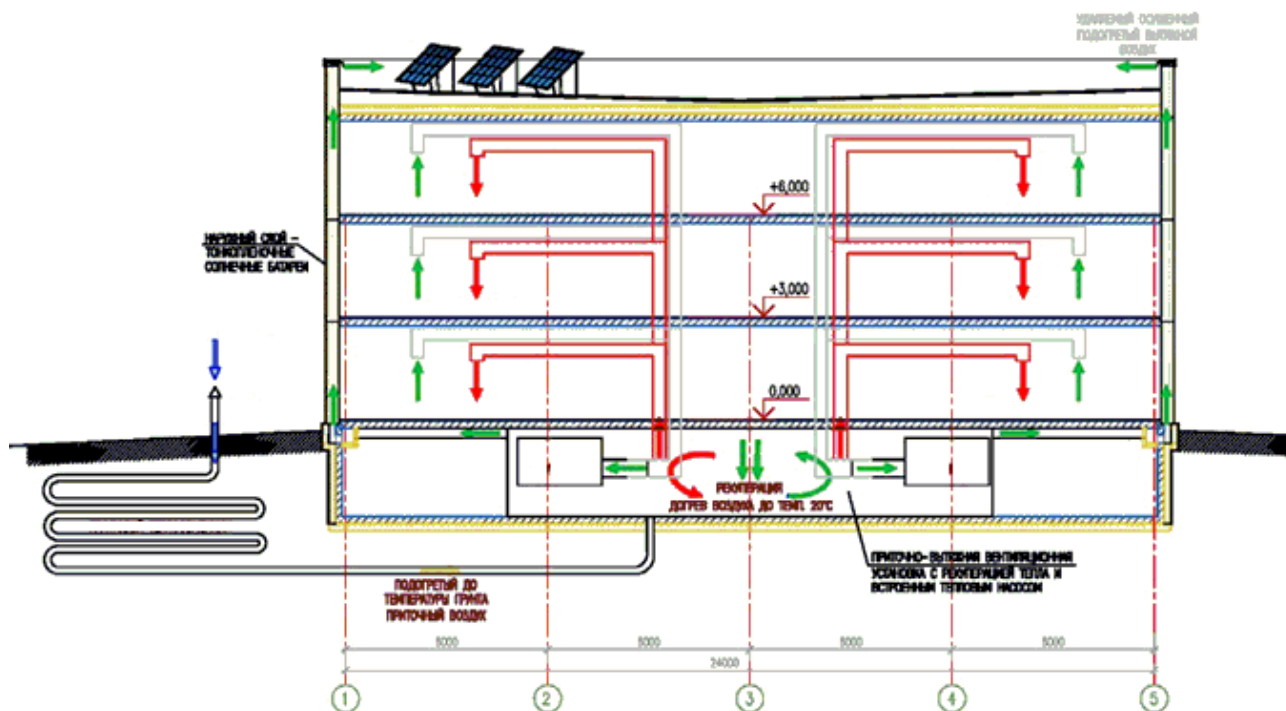 УДАЛЯЕМЫЙ ОСУШЕННЫЙ
ПОДОГРЕТЫЙ ВЫТЯЖНОЙ
ВОЗДУХ
+6,000
НАРУЖНЫЙ СЛОЙ –
ТОНКОПЛЕНОЧНЫЕ
СОЛНЕЧНЫЕ БАТАРЕИ
+3,000
0,000
РЕКУПЕРАЦИЯ
ДОГРЕВ ВОЗДУХА ДО ТЕМП. 20°С
ПРИТОЧНО-ВЫТЯЖНАЯ ВЕНТИЛЯЦИОННАЯ
УСТАНОВКА С РЕКУПЕРАЦИЕЙ ТЕПЛА И
ВСТРОЕННЫМ ТЕПЛОВЫМ НАСОСОМ
ПОДОГРЕТЫЙ ДО
ТЕМПЕРАТУРЫ ГРУНТА
ПРИТОЧНЫЙ ВОЗДУХ
6000 6000 6000 6000
24000
1 2 3 4 5